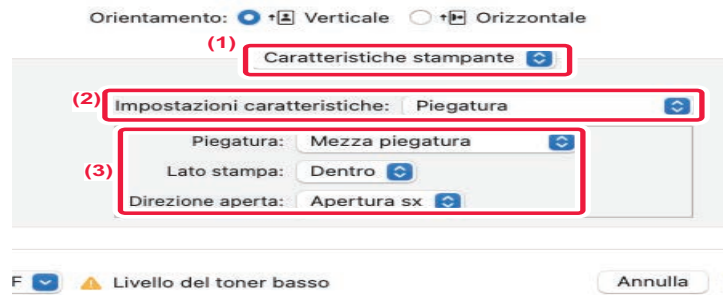 Orientamento: Verticale Orizzontale
(1) Caratteristiche stampante
(2) Impostazioni caratteristiche: Piegatura
Piegatura: Mezza piegatura
(3) Lato stampa: Dentro
Direzione aperta: Apertura sx
F Livello del toner basso Annulla